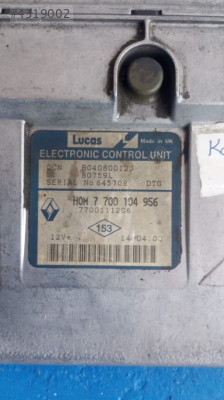 Lucas
Made in UK
ELECTRONIC CONTROL UNIT
DCN R04080012J
80759L
SERIAL No 645708 DTG
HOM 7 700 104 956
7700111206
153
12V
14.04.00